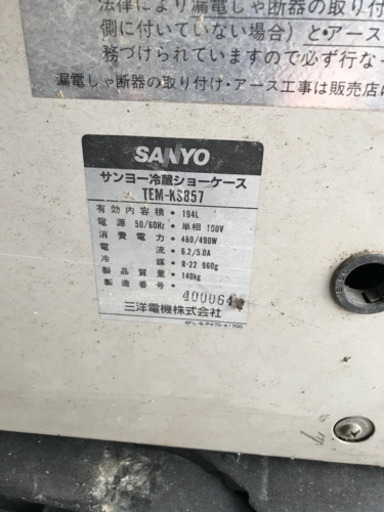 法律により漏電しゃ断器の取り付
側に付いていない場合)と・アース
務づけられていますので必ず行な
漏電しゃ断器の取り付け・アース工事は販売店
SANYO
サンヨー冷蔵ショーケース
TEM-KS857
有効内容積・194L
電源 50/60Hz・単相 100V
消費電力・460/490W
電流・6.2/5.0A
冷媒・R-22 960g
製品質量・140kg
製造番号・400064
三洋電機株式会社
6FL-S-P470-41700